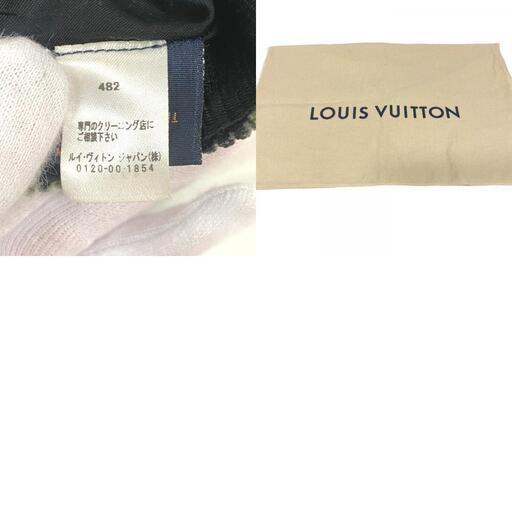 482
専門のクリーニング店に
ご相談下さい
ルイ・ヴィトン ジャパン(株)
0120-00-1854
LOUIS VUITTON